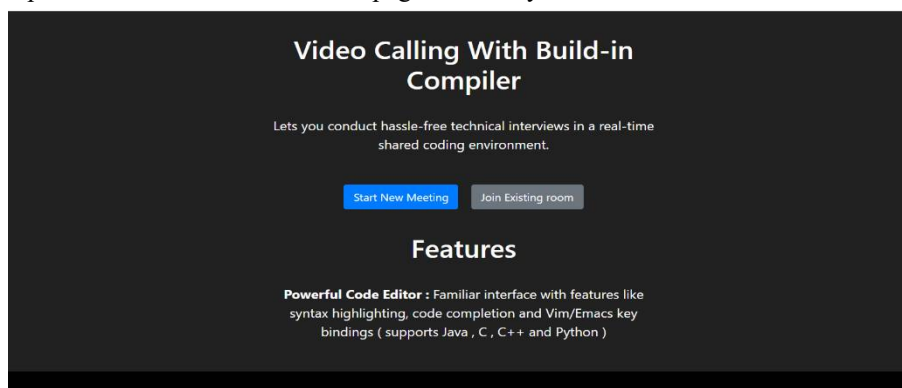 Video Calling With Build-in
Compiler
Lets you conduct hassle-free technical interviews in a real-time
shared coding environment.
Start New Meeting
Join Existing room
Features
Powerful Code Editor : Familiar interface with features like
syntax highlighting, code completion and Vim/Emacs key
bindings ( supports Java , C , C++ and Python )